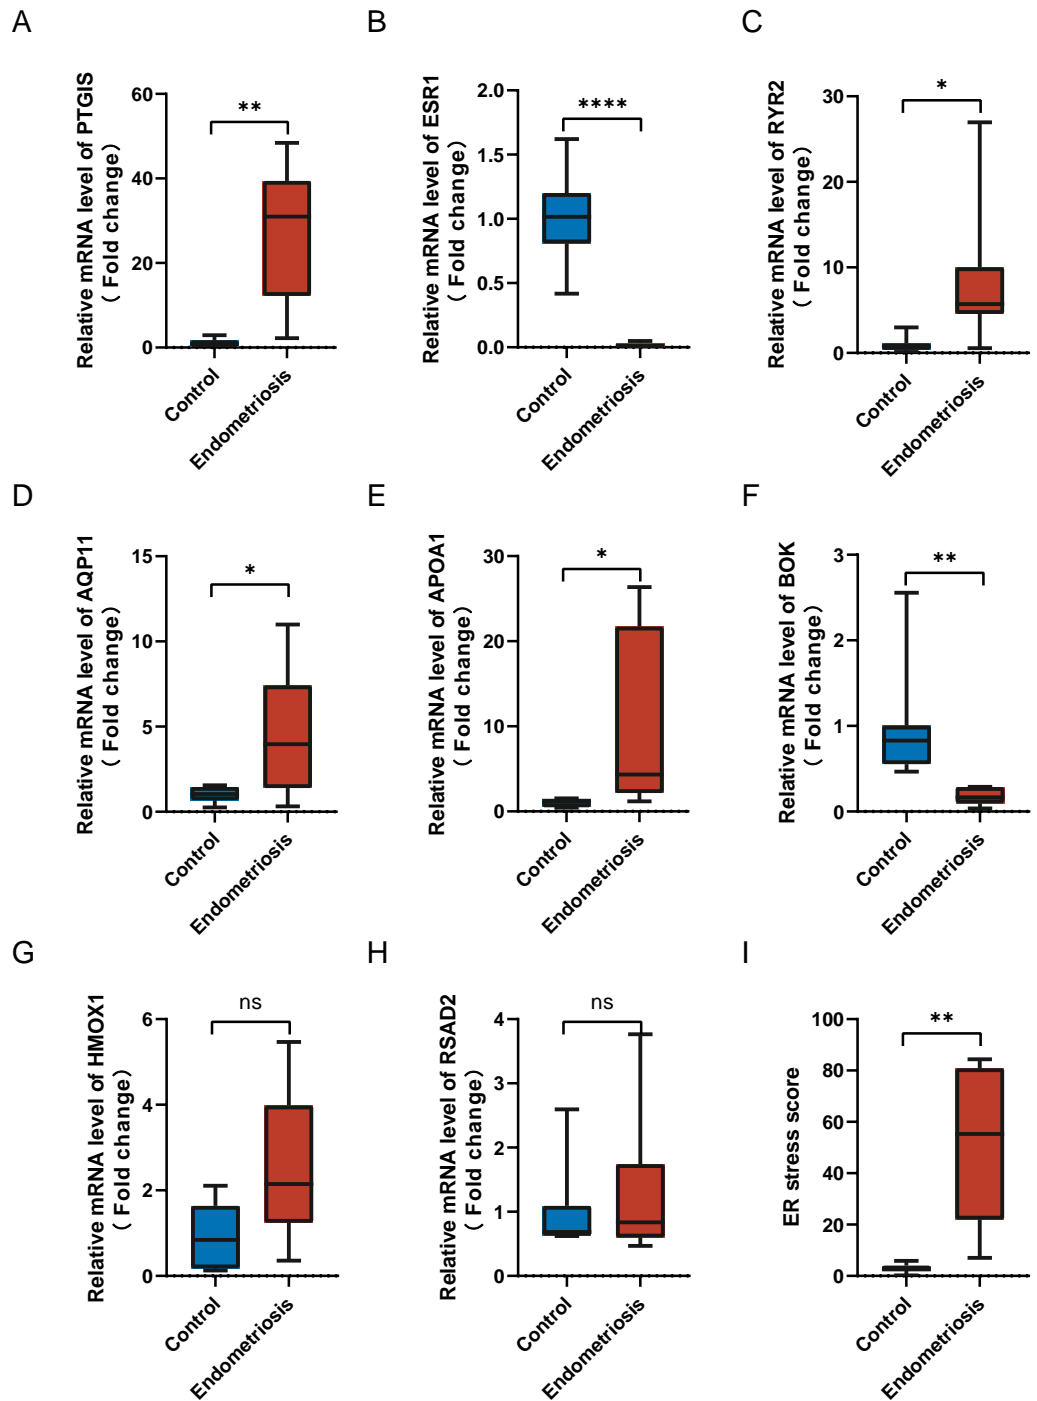 A
Relative mRNA level of PTGIS
( Fold change)
60
40
20
0
**
Control
Endometriosis
B
Relative mRNA level of ESR1
( Fold change)
2.0
1.5
1.0
0.5
0.0
****
Control
Endometriosis
C
Relative mRNA level of RYR2
( Fold change)
30
20
10
0
*
Control
Endometriosis
D
Relative mRNA level of AQP11
( Fold change)
15
10
5
0
*
Control
Endometriosis
E
Relative mRNA level of APOA1
( Fold change)
30
20
10
0
*
Control
Endometriosis
F
Relative mRNA level of BOK
( Fold change)
3
2
1
0
**
Control
Endometriosis
G
Relative mRNA level of HMOX1
( Fold change)
6
4
2
0
ns
Control
Endometriosis
H
Relative mRNA level of RSAD2
( Fold change)
4
3
2
1
0
ns
Control
Endometriosis
I
ER stress score
100
80
60
40
20
0
**
Control
Endometriosis